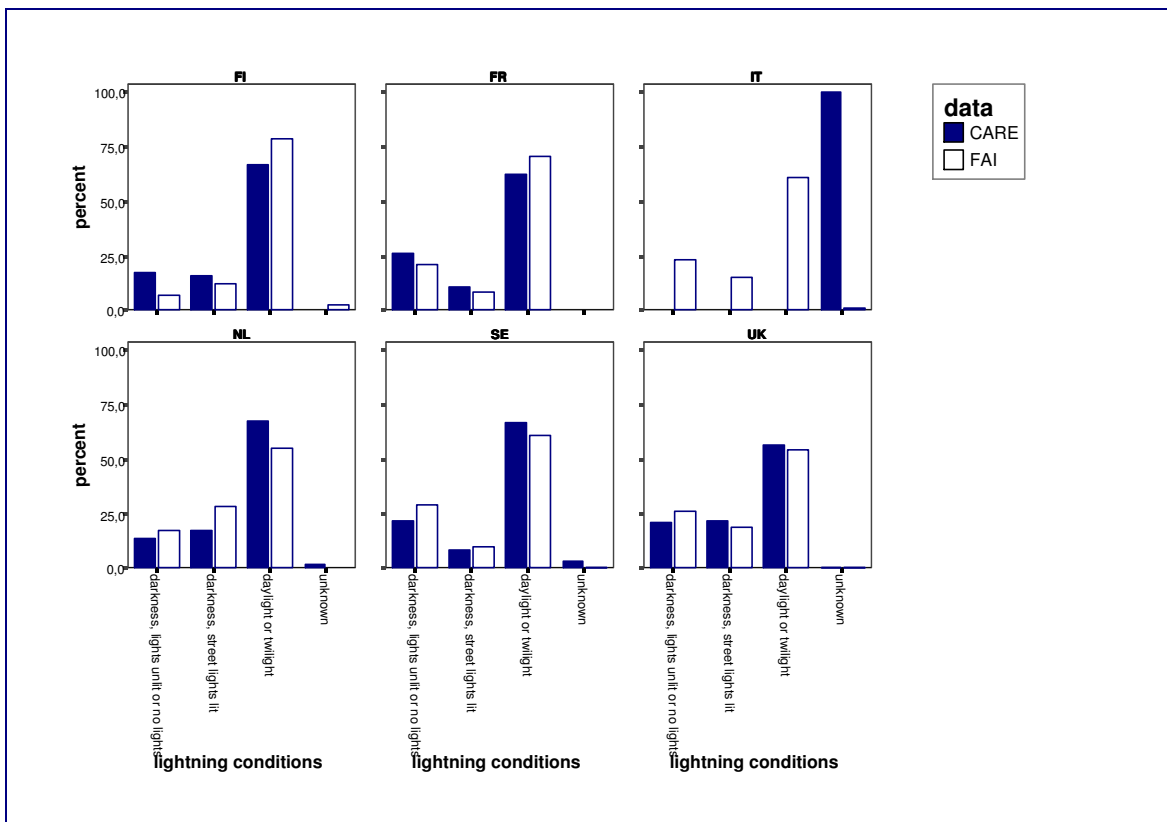 FI
FR
IT
data
CARE
FAI
percent
100,0
75,0
50,0
25,0
0,0
NL
SE
UK
percent
100,0
75,0
50,0
25,0
0,0
darkness, lights unlit or no lights
darkness, street lights lit
daylight or twilight
unknown
darkness, lights unlit or no lights
darkness, street lights lit
daylight or twilight
unknown
darkness, lights unlit or no lights
darkness, street lights lit
daylight or twilight
unknown
lightning conditions
lightning conditions
lightning conditions